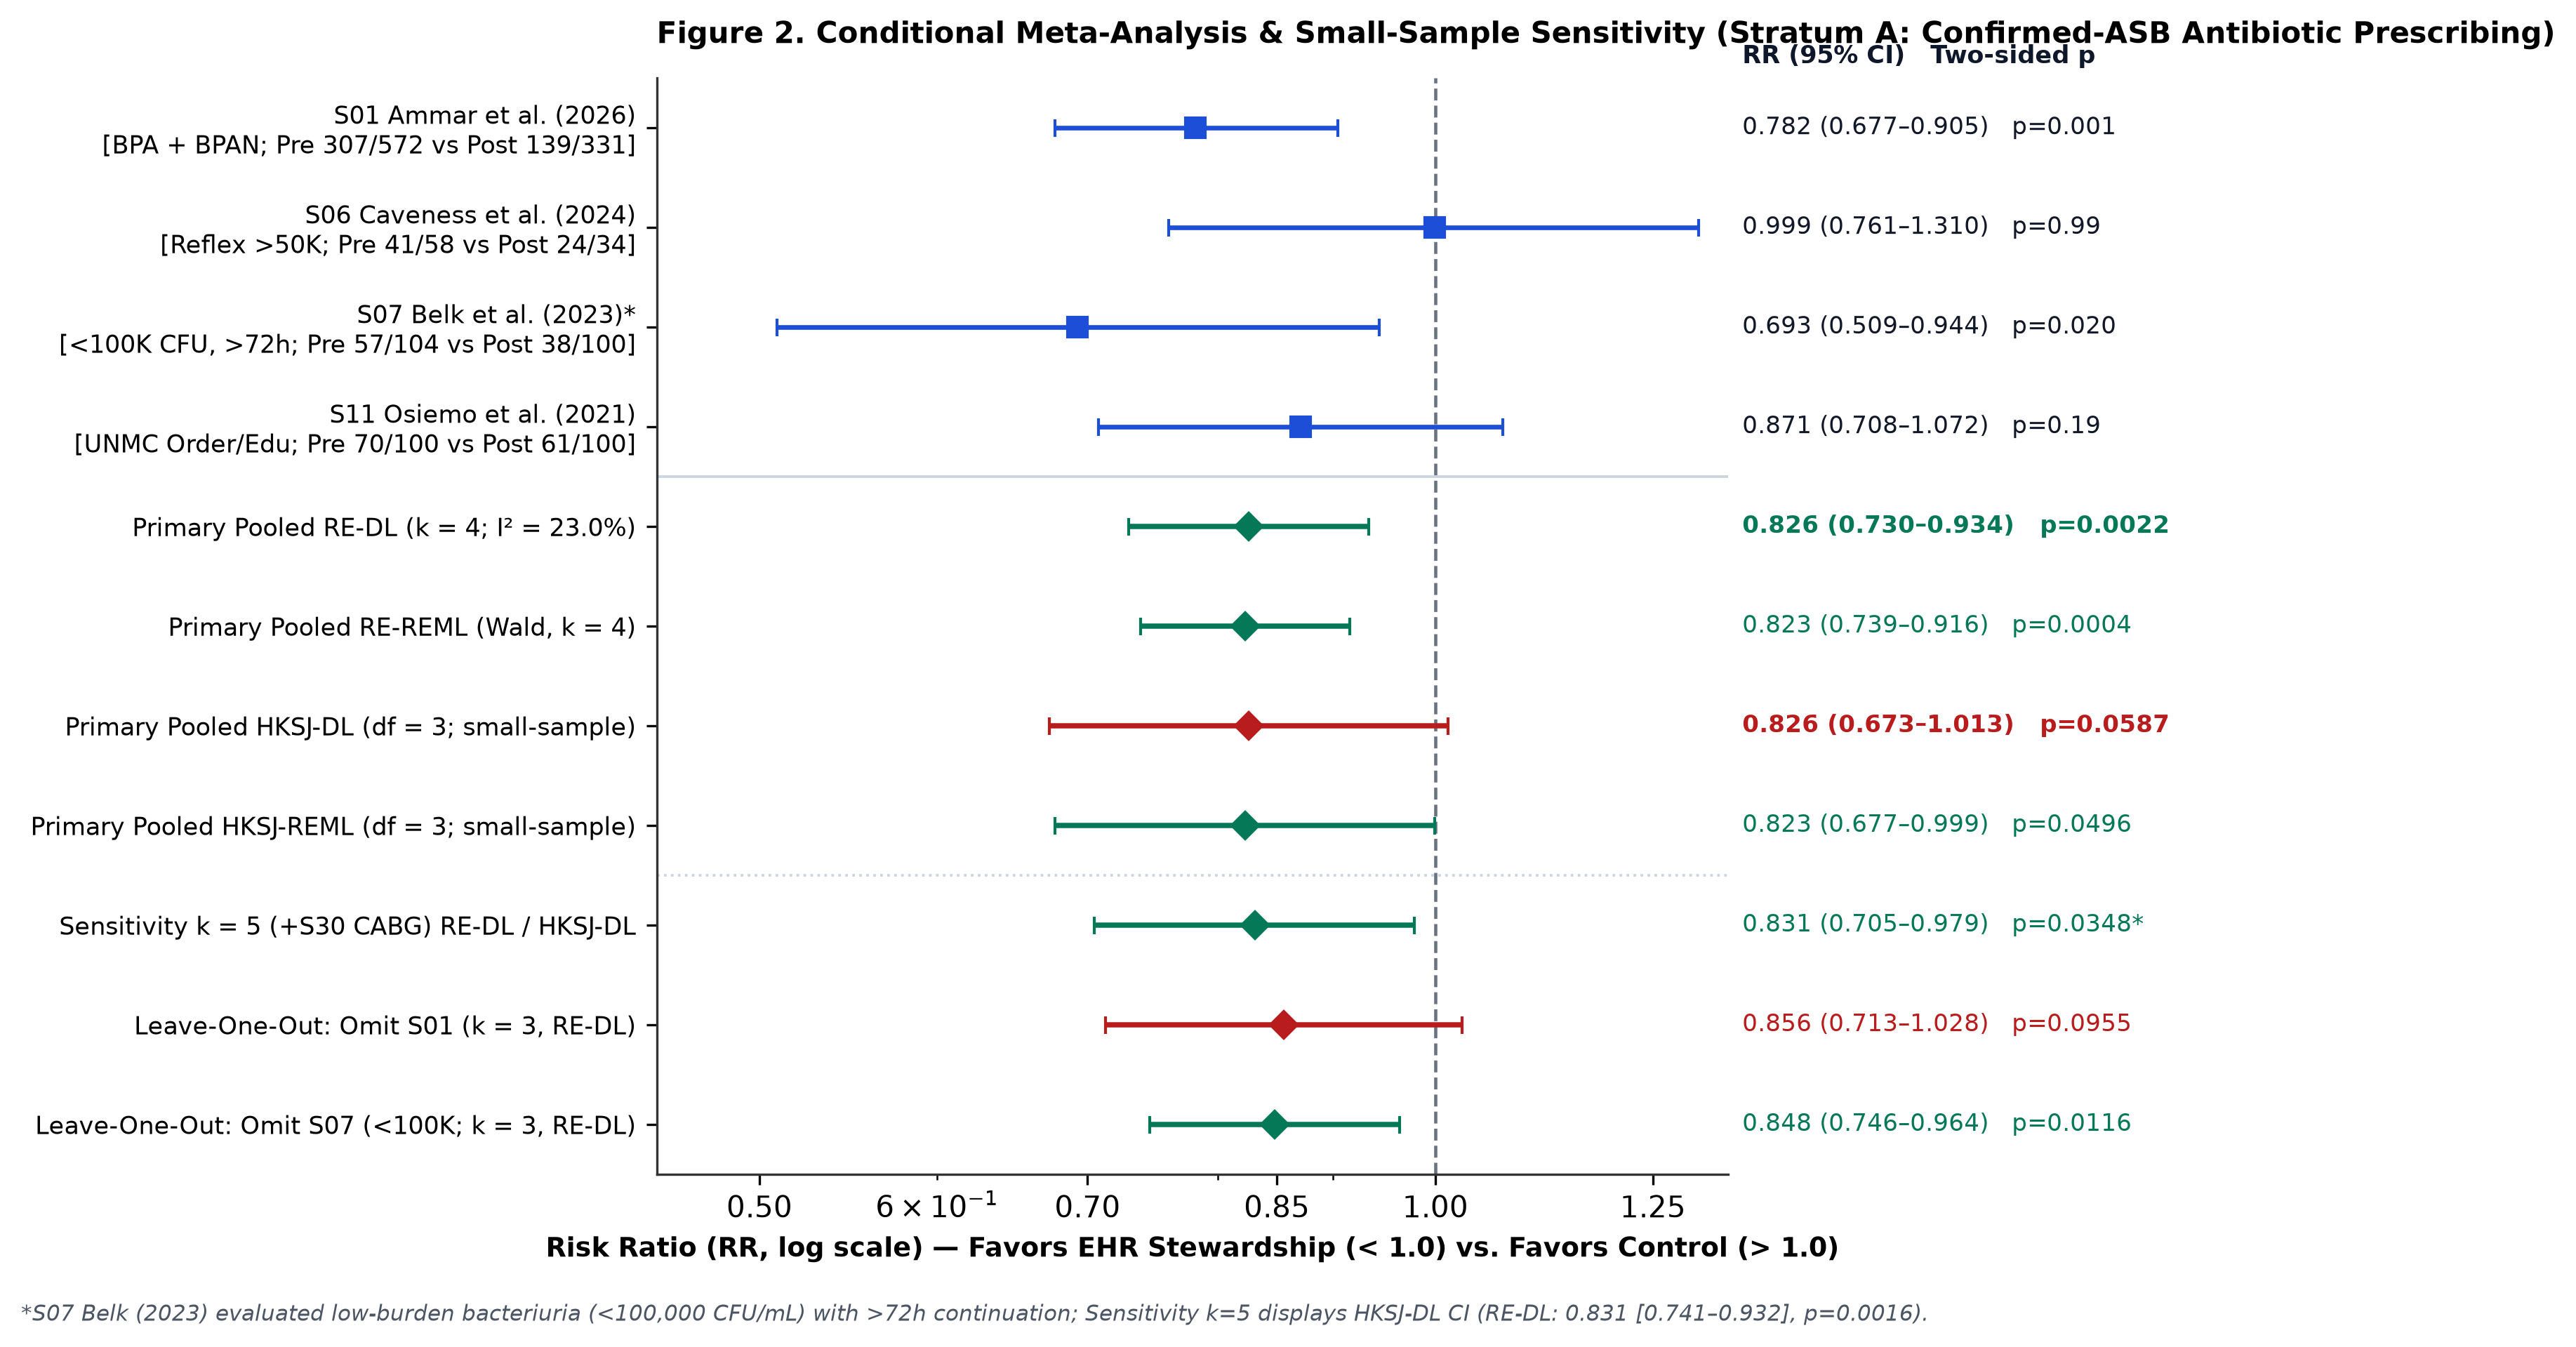 Figure 2. Conditional Meta-Analysis & Small-Sample Sensitivity (Stratum A: Confirmed-ASB Antibiotic Prescribing)
RR (95% CI)   Two-sided p
S01 Ammar et al. (2026)
[BPA + BPAN; Pre 307/572 vs Post 139/331]
0.782 (0.677–0.905)   p=0.001
S06 Caveness et al. (2024)
[Reflex >50K; Pre 41/58 vs Post 24/34]
0.999 (0.761–1.310)   p=0.99
S07 Belk et al. (2023)*
[<100K CFU, >72h; Pre 57/104 vs Post 38/100]
0.693 (0.509–0.944)   p=0.020
S11 Osiemo et al. (2021)
[UNMC Order/Edu; Pre 70/100 vs Post 61/100]
0.871 (0.708–1.072)   p=0.19
Primary Pooled RE-DL (k = 4; I² = 23.0%)
0.826 (0.730–0.934)   p=0.0022
Primary Pooled RE-REML (Wald, k = 4)
0.823 (0.739–0.916)   p=0.0004
Primary Pooled HKSJ-DL (df = 3; small-sample)
0.826 (0.673–1.013)   p=0.0587
Primary Pooled HKSJ-REML (df = 3; small-sample)
0.823 (0.677–0.999)   p=0.0496
Sensitivity k = 5 (+S30 CABG) RE-DL / HKSJ-DL
0.831 (0.705–0.979)   p=0.0348*
Leave-One-Out: Omit S01 (k = 3, RE-DL)
0.856 (0.713–1.028)   p=0.0955
Leave-One-Out: Omit S07 (<100K; k = 3, RE-DL)
0.848 (0.746–0.964)   p=0.0116
0.50   6 × 10⁻¹   0.70   0.85   1.00   1.25
Risk Ratio (RR, log scale) — Favors EHR Stewardship (< 1.0) vs. Favors Control (> 1.0)
*S07 Belk (2023) evaluated low-burden bacteriuria (<100,000 CFU/mL) with >72h continuation; Sensitivity k=5 displays HKSJ-DL CI (RE-DL: 0.831 [0.741–0.932], p=0.0016).